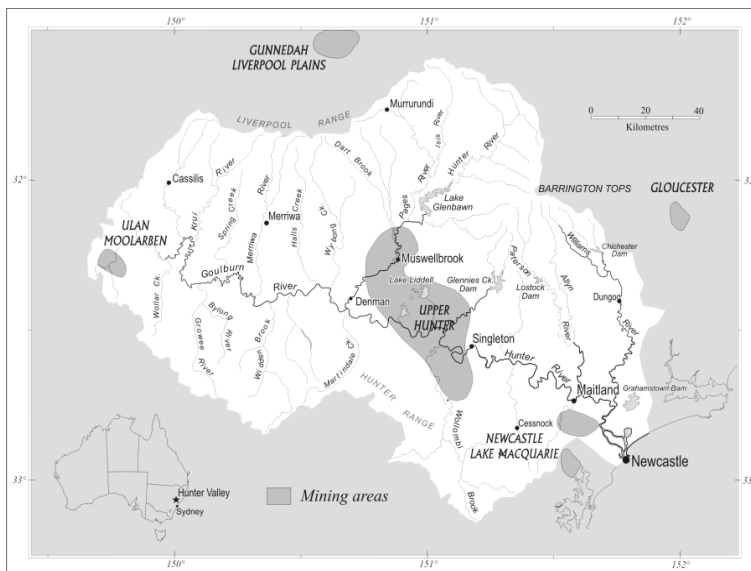 150°
151°
152°
GUNNEDAH
LIVERPOOL PLAINS
Murrurundi
LIVERPOOL RANGE
Isis River
Hunter River
Dart Brook
0 20 40
Kilometres
32°
32°
Cassilis
River
Krui
Spring Creek
River
Merriwa
Merriwa
Halls Creek
Wybong Ck.
Pages River
Lake
Glenbawn
BARRINGTON TOPS
GLOUCESTER
ULAN
MOOLARBEN
Goulburn
River
Muswellbrook
Lake Liddell
Glennies Ck.
Dam
Paterson
River
Lostock
Dam
Allyn
River
Williams
River
Chichester
Dam
Dungog
Wollar Ck.
Bylong
River
Growee
River
Widden Brook
Denman
Martindale Ck.
UPPER
HUNTER
Singleton
Hunter
River
Maitland
Grahamstown Dam
HUNTER RANGE
Wollombi
Brook
Cessnock
NEWCASTLE
LAKE MACQUARIE
Newcastle
33°
33°
Hunter Valley
Sydney
Mining areas
150°
151°
152°